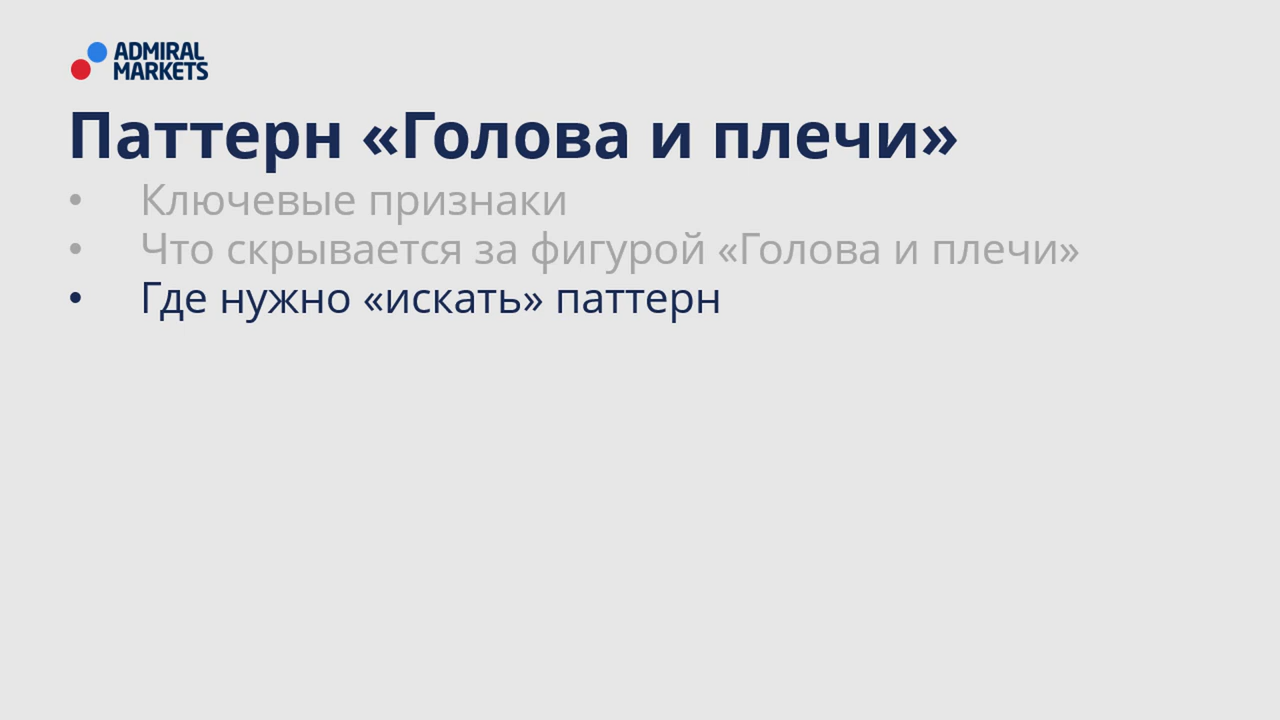 ADMIRAL
MARKETS
Паттерн «Голова и плечи»
• Ключевые признаки
• Что скрывается за фигурой «Голова и плечи»
• Где нужно «искать» паттерн